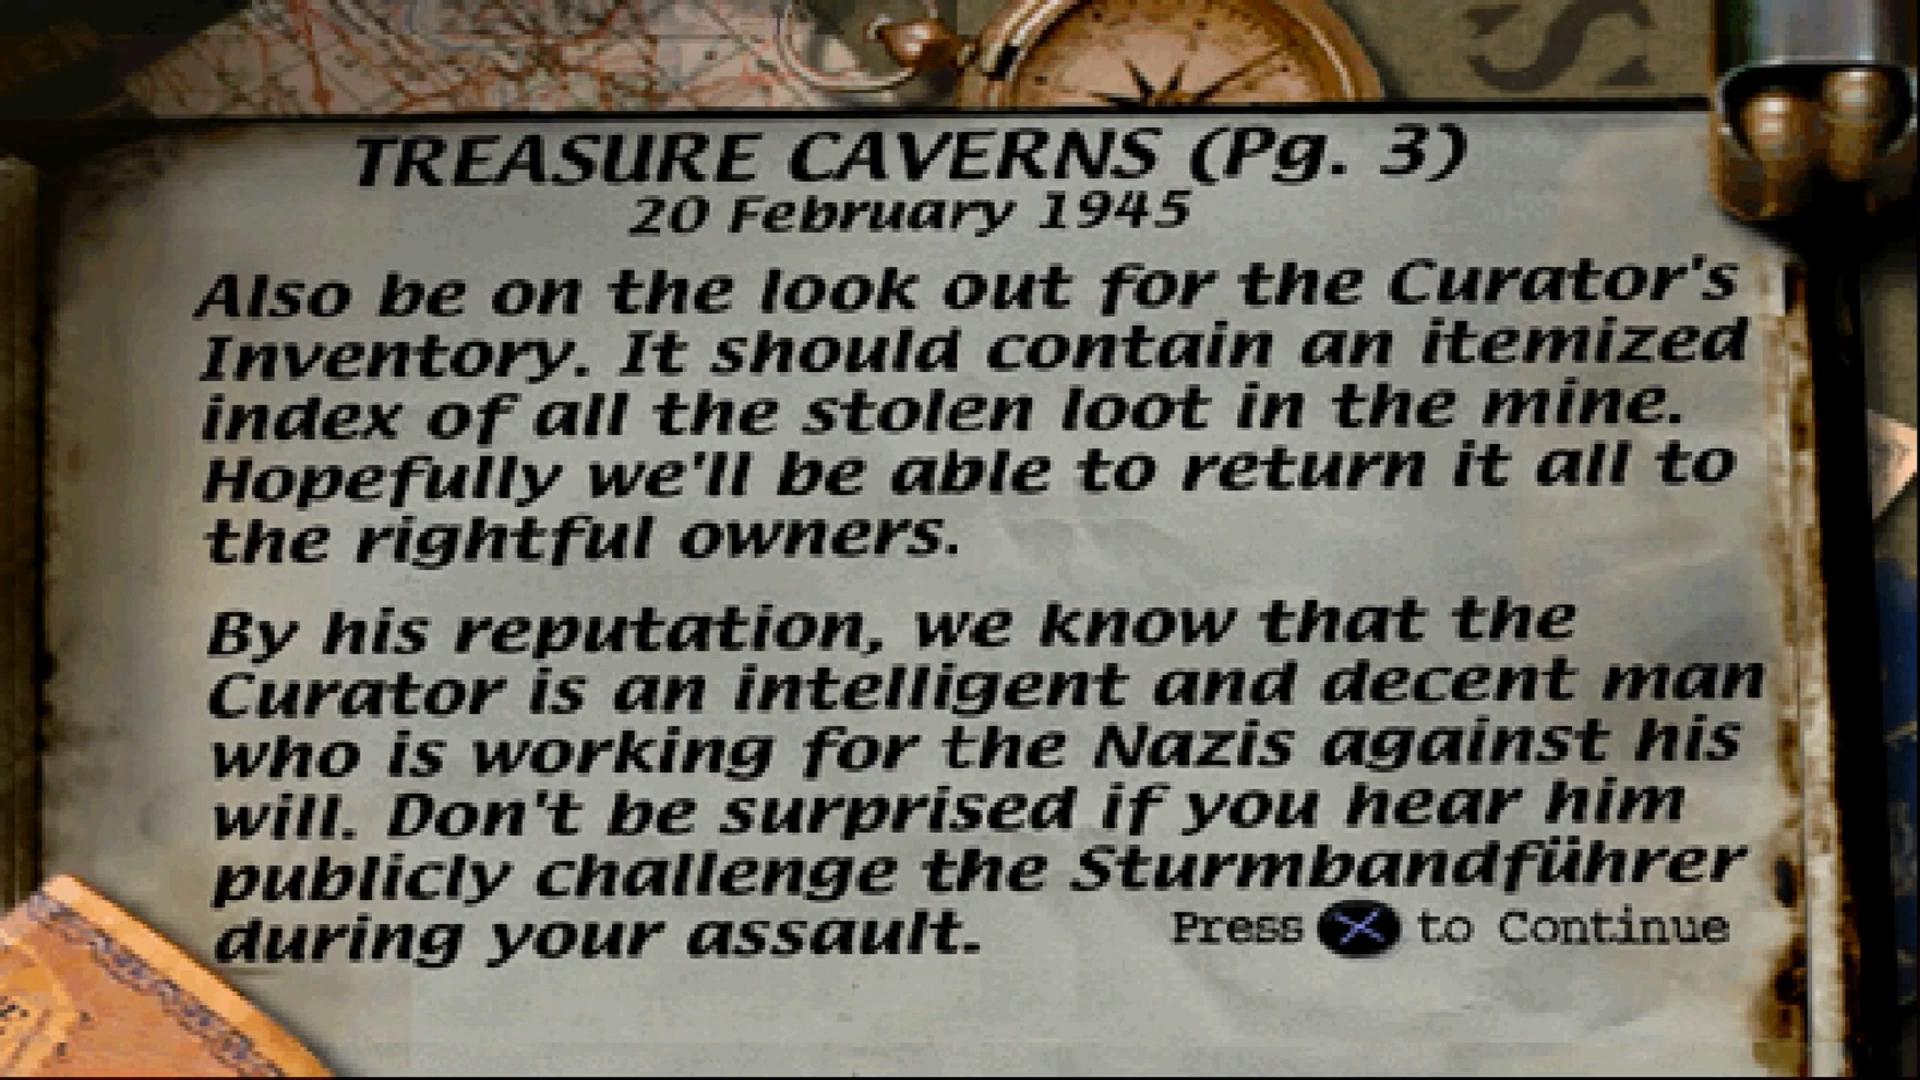 TREASURE CAVERNS (Pg. 3)
20 February 1945
Also be on the look out for the Curator's
Inventory. It should contain an itemized
index of all the stolen loot in the mine.
Hopefully we'll be able to return it all to
the rightful owners.
By his reputation, we know that the
Curator is an intelligent and decent man
who is working for the Nazis against his
will. Don't be surprised if you hear him
publicly challenge the Sturmbandführer
during your assault.
Press to Continue